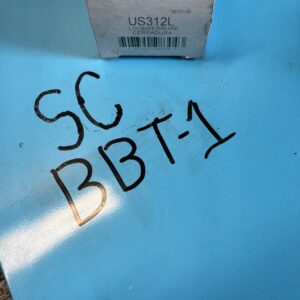 US312L
LOCK/SERRURE
CERRADURA
SC
BBT-1